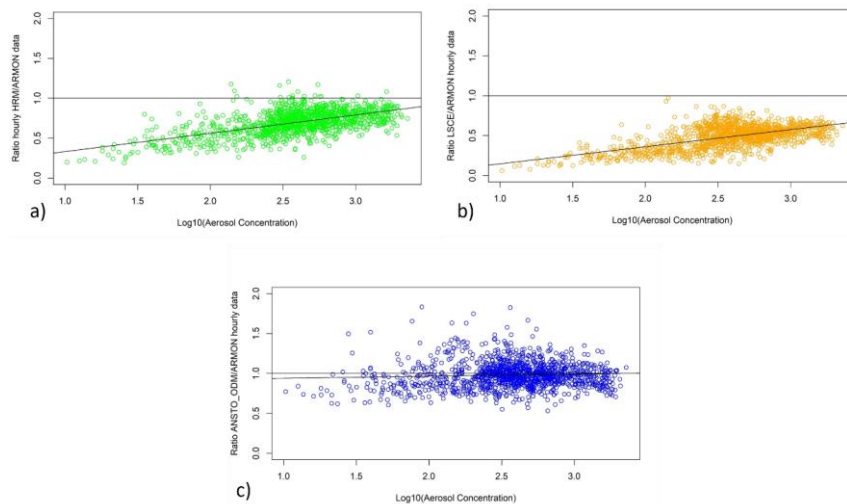 Ratio hourly HRM/ARMON data
2.0
1.5
1.0
0.5
0.0
1.0 1.5 2.0 2.5 3.0
Log10(Aerosol Concentration)
a)
Ratio LSCE/ARMON hourly data
2.0
1.5
1.0
0.5
0.0
1.0 1.5 2.0 2.5 3.0
Log10(Aerosol Concentration)
b)
Ratio ANSTO_ODM/ARMON hourly data
2.0
1.5
1.0
0.5
0.0
1.0 1.5 2.0 2.5 3.0
Log10(Aerosol Concentration)
c)